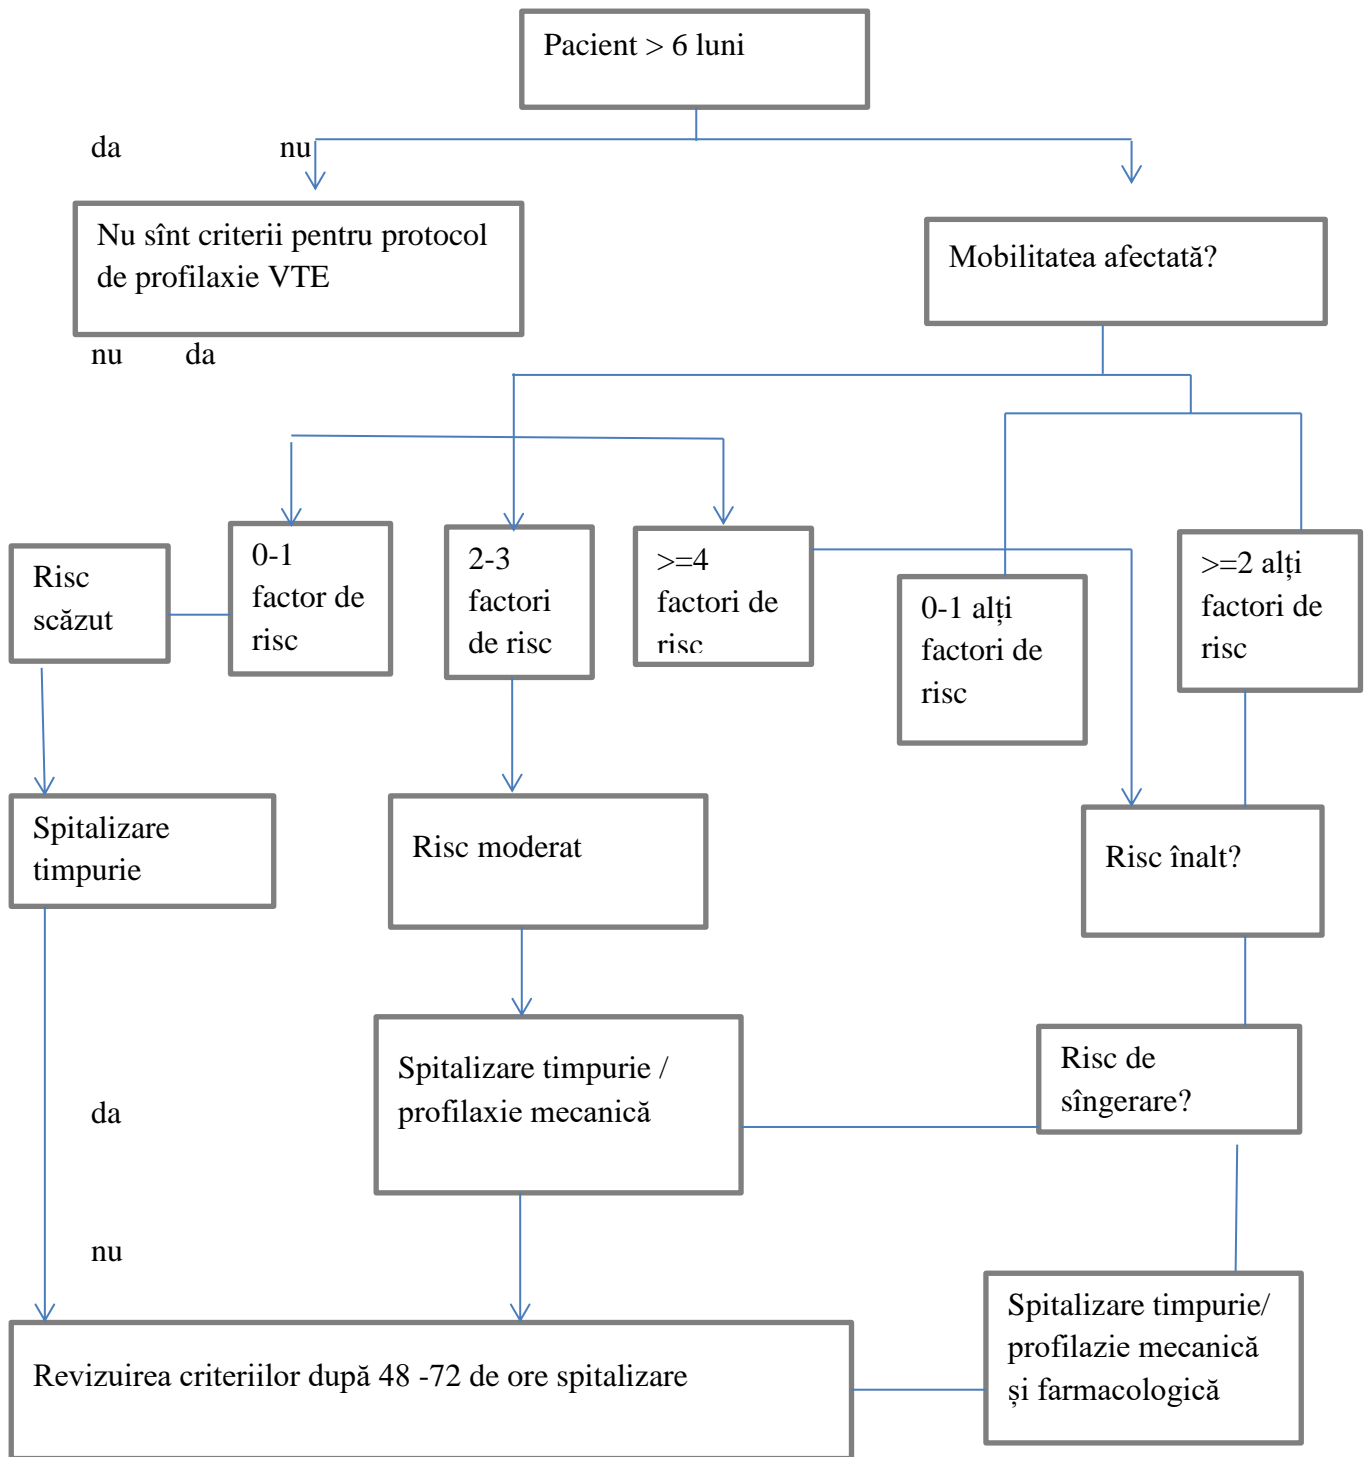 Pacient > 6 luni
da nu
Nu sînt criterii pentru protocol
de profilaxie VTE
Mobilitatea afectată?
nu da
Risc
scăzut
0-1
factor de
risc
2-3
factori
de risc
>=4
factori de
risc
0-1 alți
factori de
risc
>=2 alți
factori de
risc
Spitalizare
timpurie
Risc moderat
Risc înalt?
Spitalizare timpurie /
profilaxie mecanică
Risc de
sîngerare?
da
nu
Spitalizare timpurie/
profilazie mecanică
și farmacologică
Revizuirea criteriilor după 48 -72 de ore spitalizare